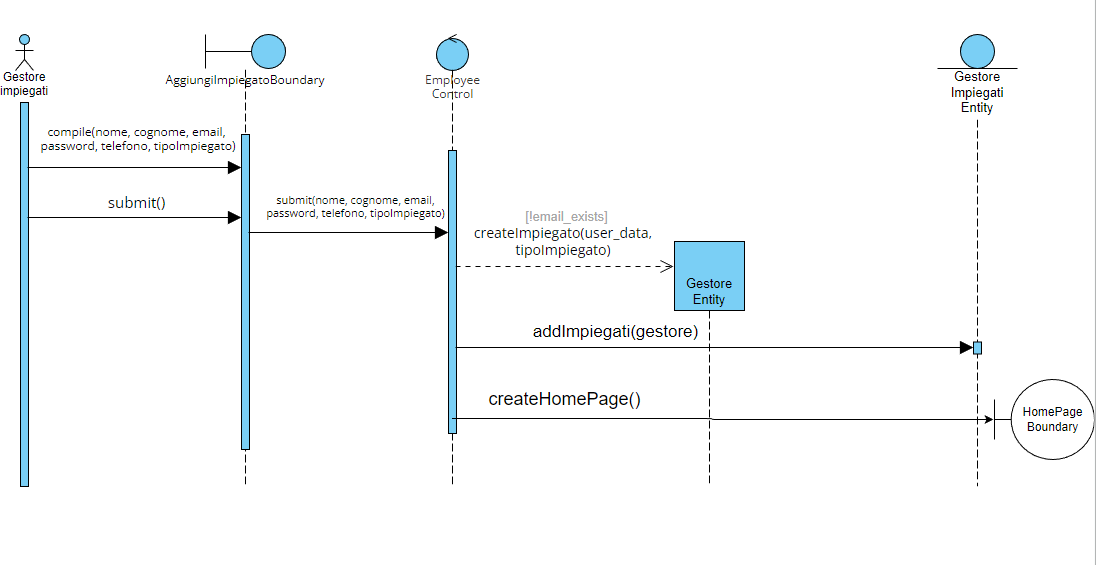 Gestore
impiegati
AggiungiImpiegatoBoundary
Employee
Control
Gestore
Impiegati
Entity
compile(nome, cognome, email,
password, telefono, tipoImpiegato)
submit()
submit(nome, cognome, email,
password, telefono, tipoImpiegato)
[!email_exists]
createImpiegato(user_data,
tipoImpiegato)
Gestore
Entity
addImpiegati(gestore)
createHomePage()
HomePage
Boundary